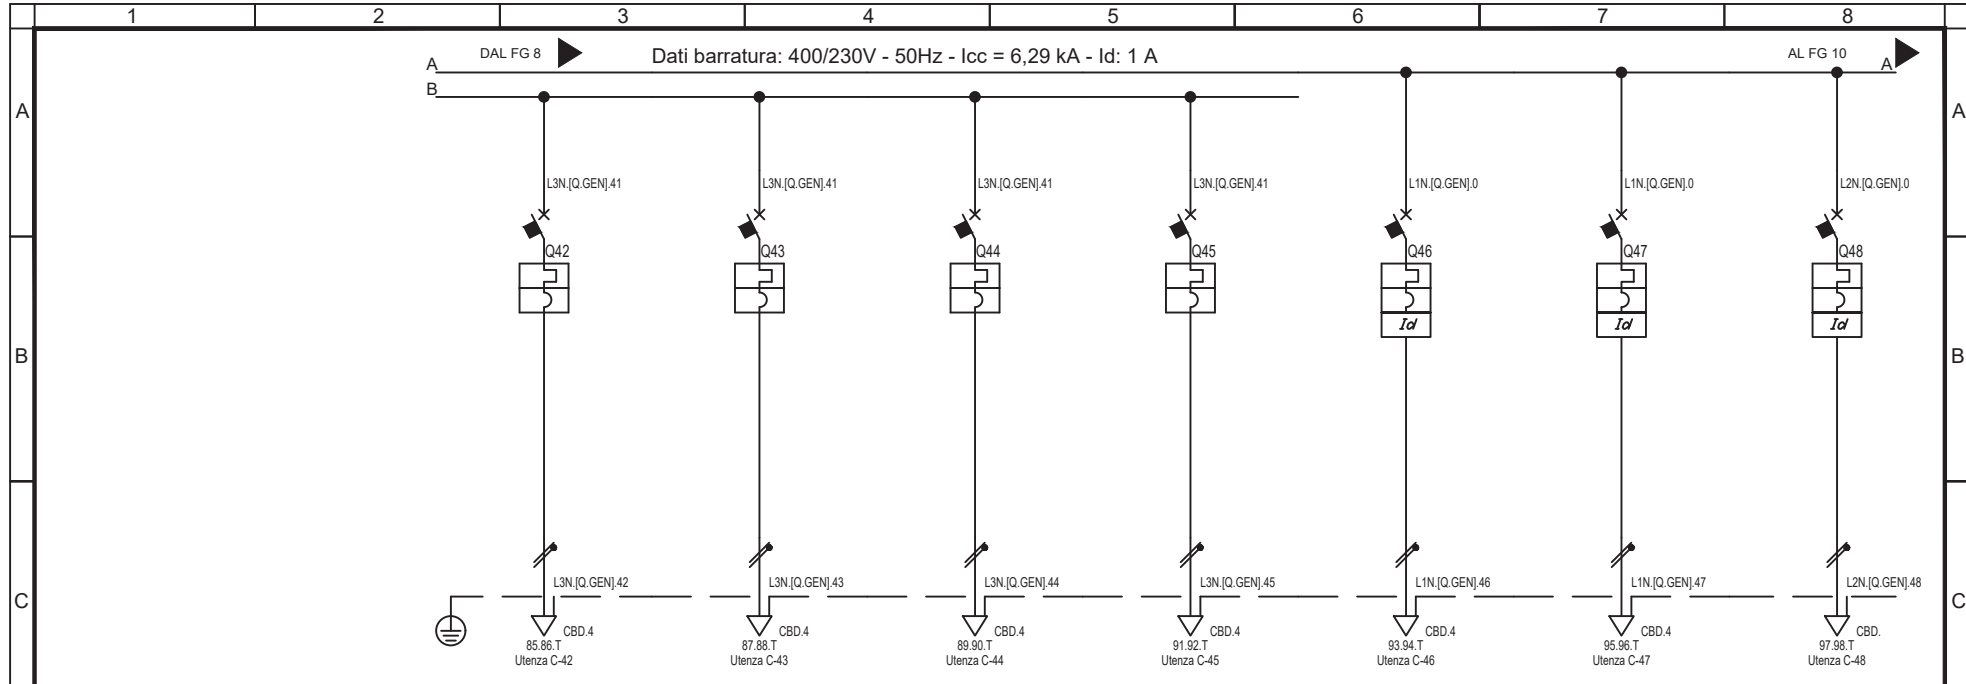 1 2 3 4 5 6 7 8
DAL FG 8 Dati barratura: 400/230V - 50Hz - Icc = 6,29 kA - Id: 1 A AL FG 10
A A
B
A A
L3N.[Q.GEN].41 L3N.[Q.GEN].41 L3N.[Q.GEN].41 L3N.[Q.GEN].41 L1N.[Q.GEN].0 L1N.[Q.GEN].0 L2N.[Q.GEN].0
Q42 Q43 Q44 Q45 Q46 Q47 Q48
Id Id Id
B B
L3N.[Q.GEN].42 L3N.[Q.GEN].43 L3N.[Q.GEN].44 L3N.[Q.GEN].45 L1N.[Q.GEN].46 L1N.[Q.GEN].47 L2N.[Q.GEN].48
C C
CBD.4 CBD.4 CBD.4 CBD.4 CBD.4 CBD.4 CBD.
85.86.T 87.88.T 89.90.T 91.92.T 93.94.T 95.96.T 97.98.T
Utenza C-42 Utenza C-43 Utenza C-44 Utenza C-45 Utenza C-46 Utenza C-47 Utenza C-48